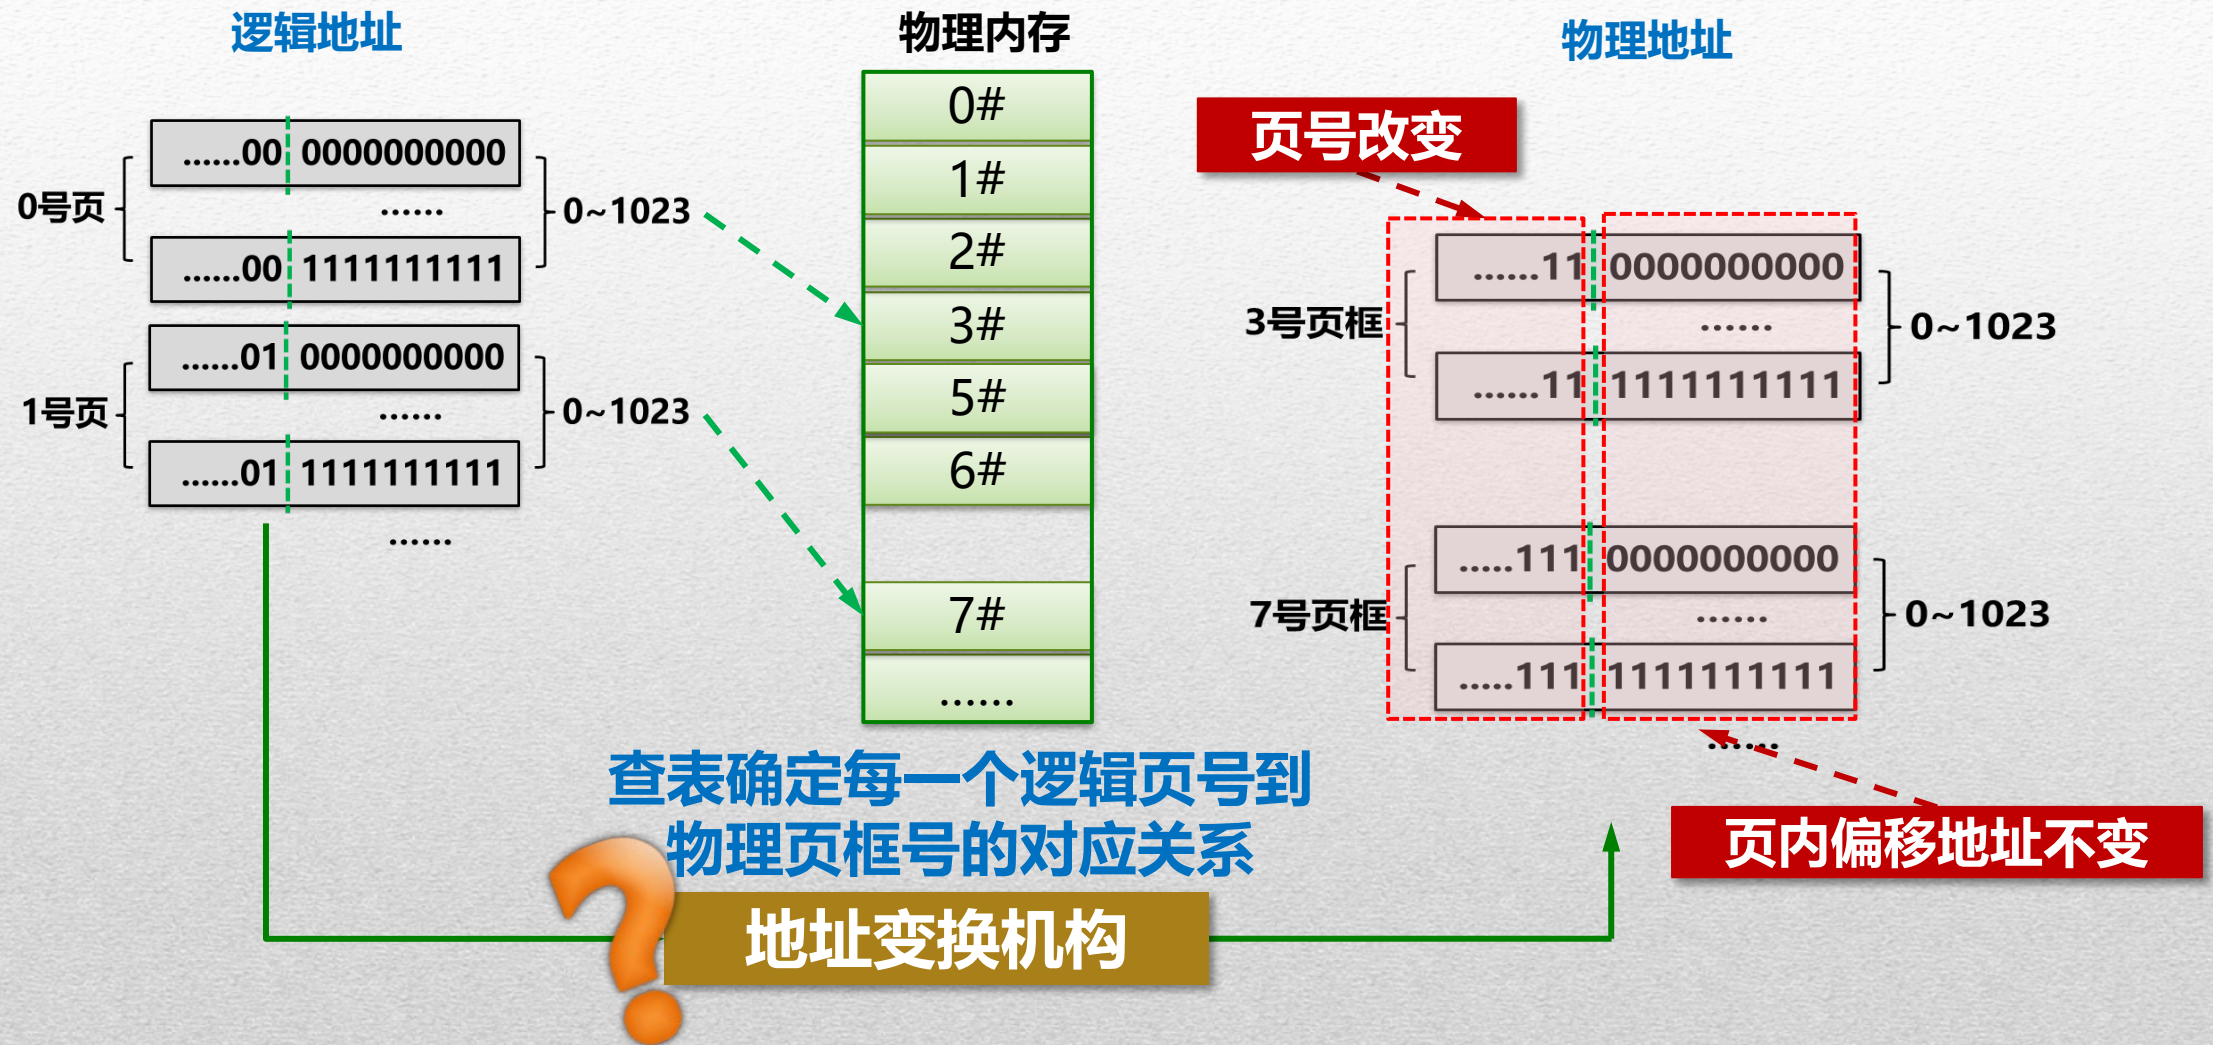 逻辑地址
物理内存
物理地址
0号页
......00 0000000000
......
......00 1111111111
0~1023
1号页
......01 0000000000
......
......01 1111111111
0~1023
......
0#
1#
2#
3#
5#
6#
7#
......
页号改变
3号页框
......11 0000000000
......
......11 1111111111
0~1023
7号页框
.....111 0000000000
......
.....111 1111111111
0~1023
......
页内偏移地址不变
查表确定每一个逻辑页号到
物理页框号的对应关系
?
地址变换机构